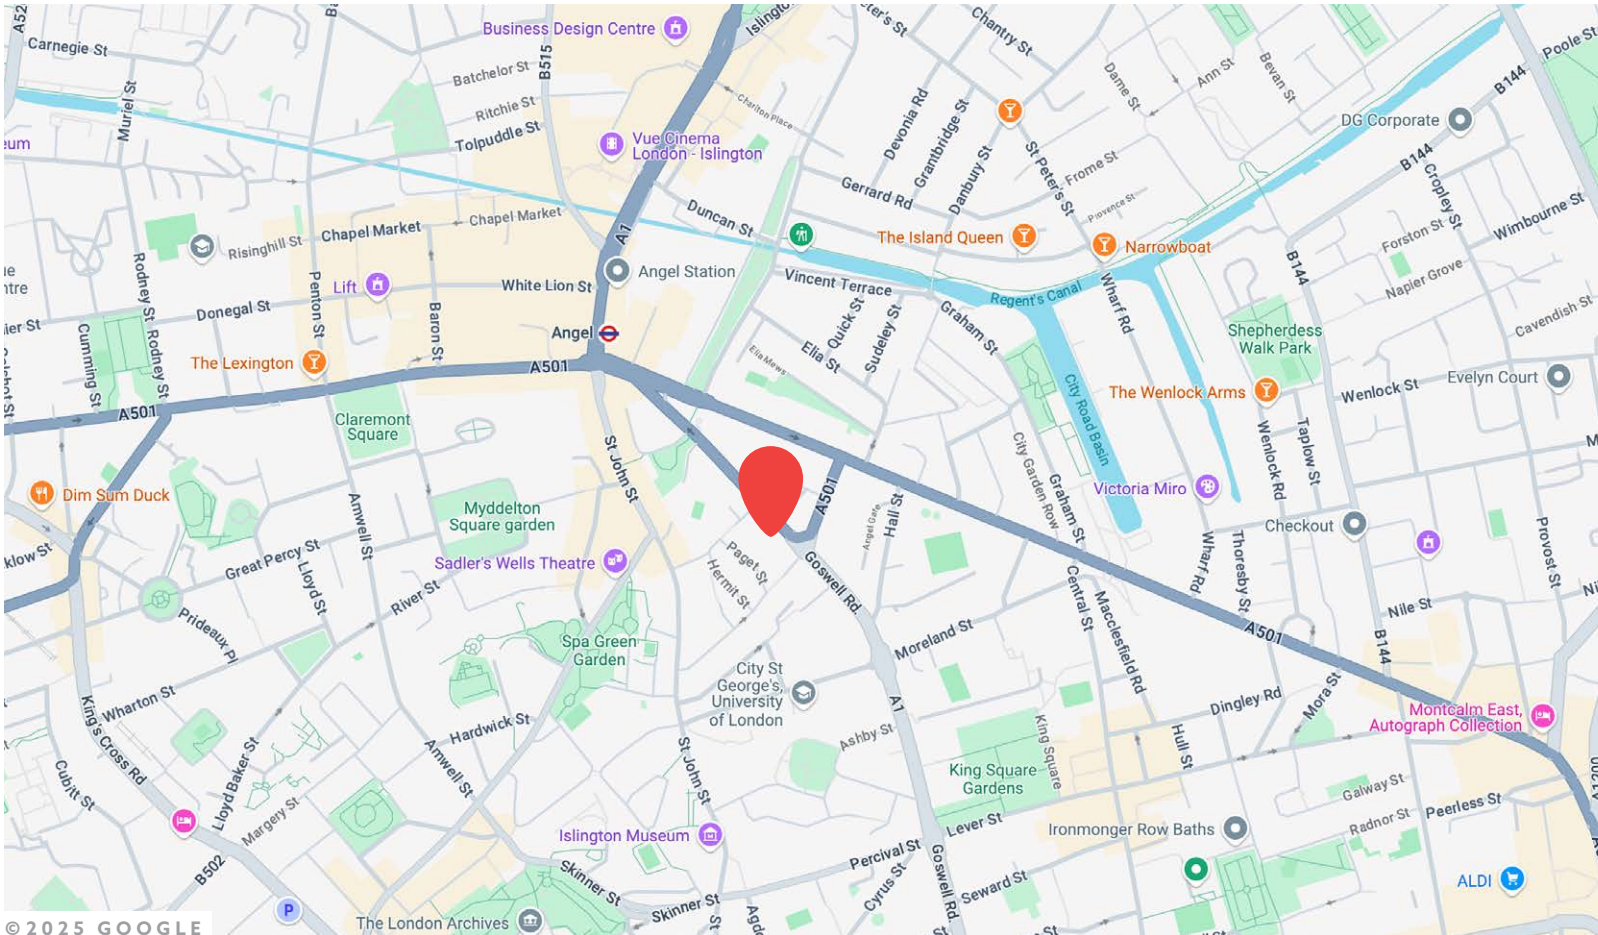 A52
Carnegie St
Muril St
Business Design Centre
B515
Batchelor St
Ritchie St
Tolpuddle St
Charlton Place
Vue Cinema
London - Islington
Chantry St
Dame St
Ann St
Bevan St
Poole St
B144
DG Corporate
B144
Devonia Rd
Grantbridge St
Danbury St
St Peter's St
Frome St
Provence St
Gerrard Rd
Cropley St
Wimbourne St
Forston St
Napier Grove
Cavendish St
Rodney St
Risinghill St
Chapel Market
Chapel Market
A1
Duncan St
The Island Queen
Narrowboat
B144
Angel Station
Vincent Terrace
Regent's Canal
Lift
White Lion St
Penton St
Baron St
Donegal St
Angel
Quick St
Sudeley St
Graham St
Wharf Rd
Shepherdess
Walk Park
Cumming St
Rodney St
The Lexington
Elia Mews
Elia St
City Road Basin
The Wenlock Arms
Wenlock St
Evelyn Court
A501
A501
Claremont
Square
St John St
Wenlock Rd
Taplow St
City Garden Row
Graham St
Dim Sum Duck
Amwell St
Myddelton
Square garden
A501
Angel Gate
Hall St
Victoria Miro
Checkout
Provost St
Great Percy St
Lloyd St
River St
Sadler's Wells Theatre
Paget St
Hermit St
Goswell Rd
Wharf Rd
Thoresby St
Nile St
Prideaux Pl
Spa Green
Garden
Moreland St
Central St
Macclesfield Rd
A501
B144
City St
George's,
University
of London
A1
Wharton St
King's Cross Rd
Hardwick St
Ashby St
King Square
Dingley Rd
Mora St
Montcalm East,
Autograph Collection
Hull St
Cubitt St
Lloyd Baker St
Amwell St
St John St
King Square
Gardens
A1200
Galway St
Margery St
Islington Museum
Lever St
Ironmonger Row Baths
Radnor St
Peerless St
B502
Percival St
Goswell Rd
Skinner St
Skinner St
Cyrus St
Seward St
ALDI
P
The London Archives
©2025 GOOGLE